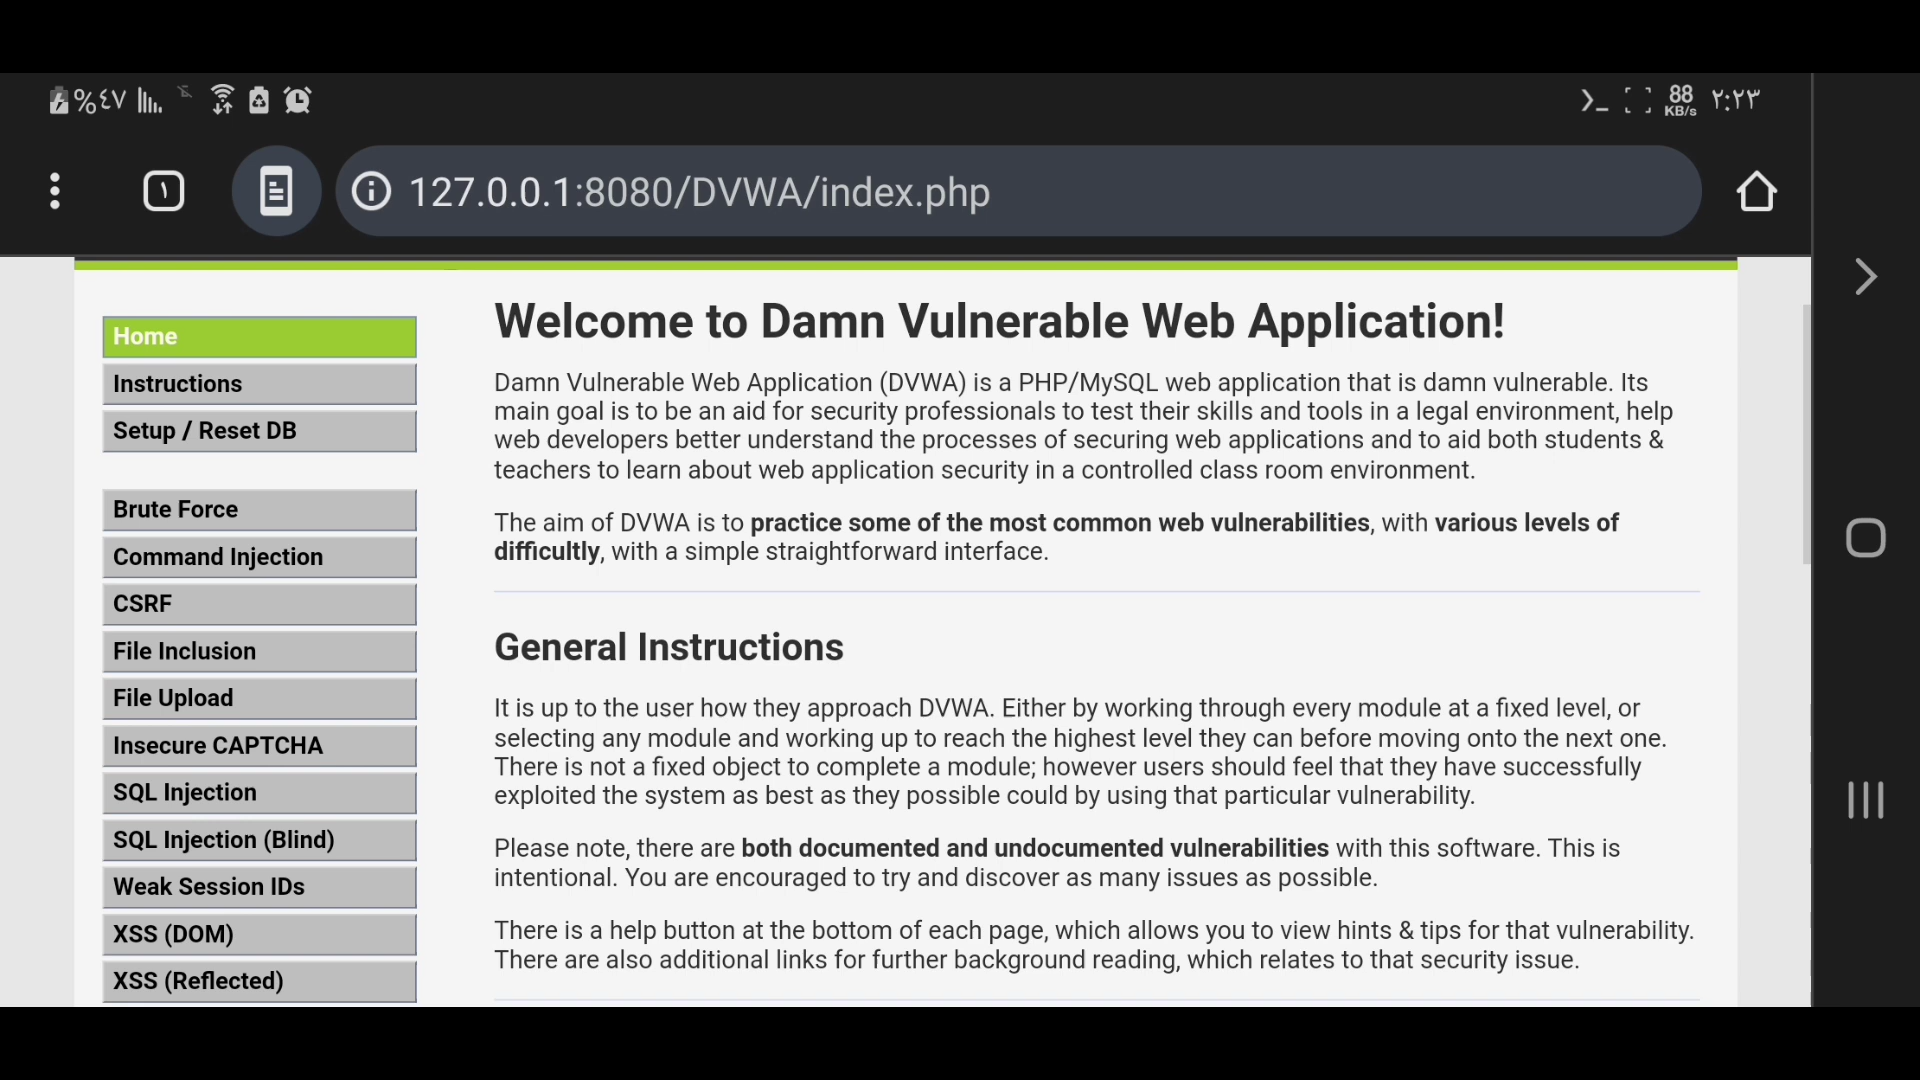 %٤٧
88
KB/s
٢:٢٣
١
127.0.0.1:8080/DVWA/index.php
Home
Instructions
Setup / Reset DB
Brute Force
Command Injection
CSRF
File Inclusion
File Upload
Insecure CAPTCHA
SQL Injection
SQL Injection (Blind)
Weak Session IDs
XSS (DOM)
XSS (Reflected)
Welcome to Damn Vulnerable Web Application!
Damn Vulnerable Web Application (DVWA) is a PHP/MySQL web application that is damn vulnerable. Its
main goal is to be an aid for security professionals to test their skills and tools in a legal environment, help
web developers better understand the processes of securing web applications and to aid both students &
teachers to learn about web application security in a controlled class room environment.
The aim of DVWA is to practice some of the most common web vulnerabilities, with various levels of
difficultly, with a simple straightforward interface.
General Instructions
It is up to the user how they approach DVWA. Either by working through every module at a fixed level, or
selecting any module and working up to reach the highest level they can before moving onto the next one.
There is not a fixed object to complete a module; however users should feel that they have successfully
exploited the system as best as they possible could by using that particular vulnerability.
Please note, there are both documented and undocumented vulnerabilities with this software. This is
intentional. You are encouraged to try and discover as many issues as possible.
There is a help button at the bottom of each page, which allows you to view hints & tips for that vulnerability.
There are also additional links for further background reading, which relates to that security issue.